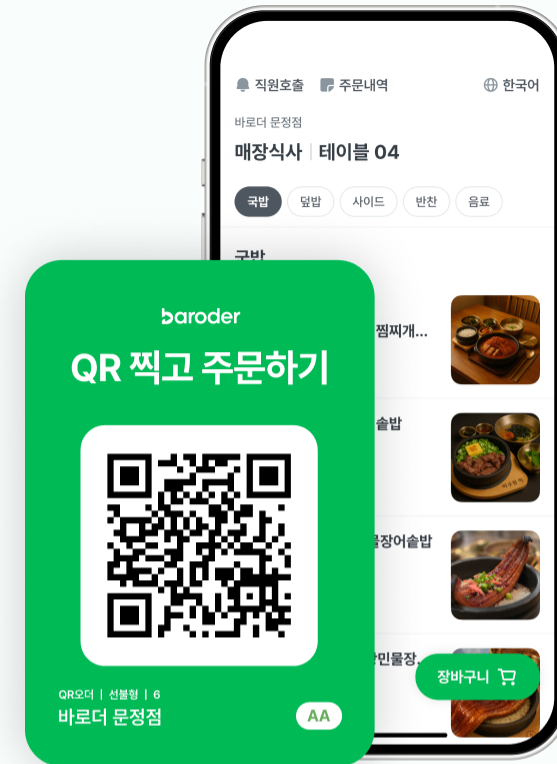 직원호출 주문내역 한국어
바로더 문정점
매장식사 | 테이블 04
국밥 덮밥 사이드 반찬 음료
국밥
찜찌개...
솥밥
장어솥밥
민물장...
장바구니
baroder
QR 찍고 주문하기
QR오더 | 선불형 | 6
바로더 문정점
AA